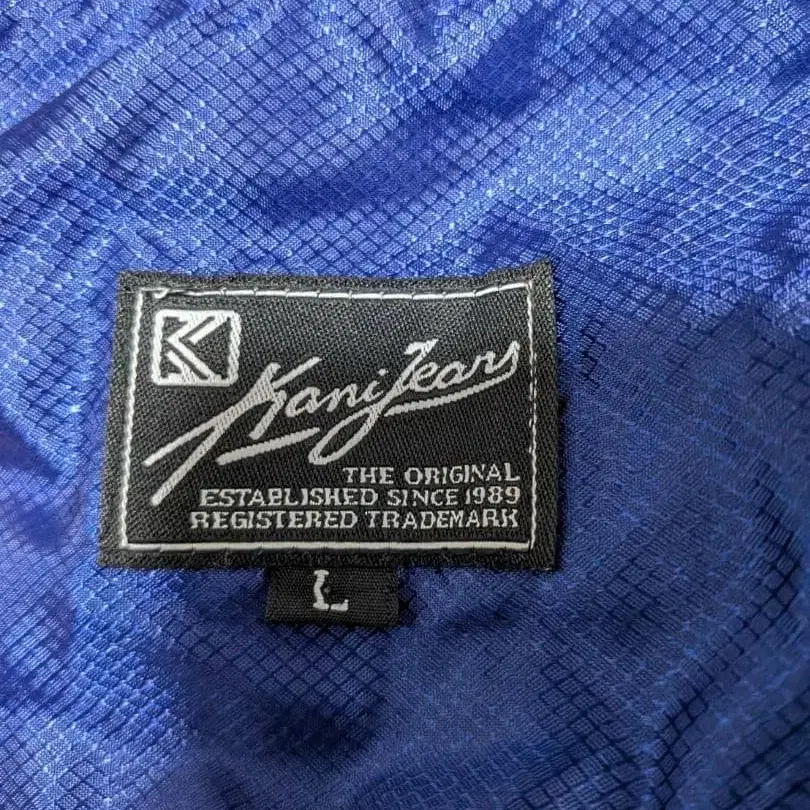 K
Kani Jeans
THE ORIGINAL
ESTABLISHED SINCE 1989
REGISTERED TRADEMARK
L